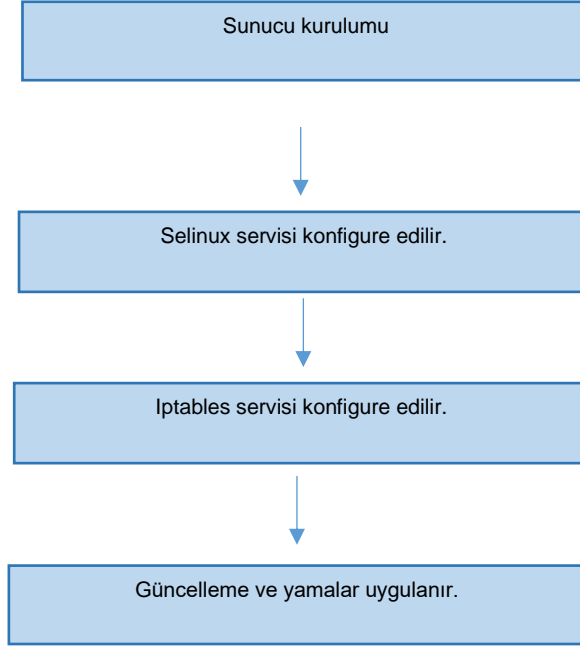 Sunucu kurulumu
Selinux servisi konfigure edilir.
Iptables servisi konfigure edilir.
Güncelleme ve yamalar uygulanır.